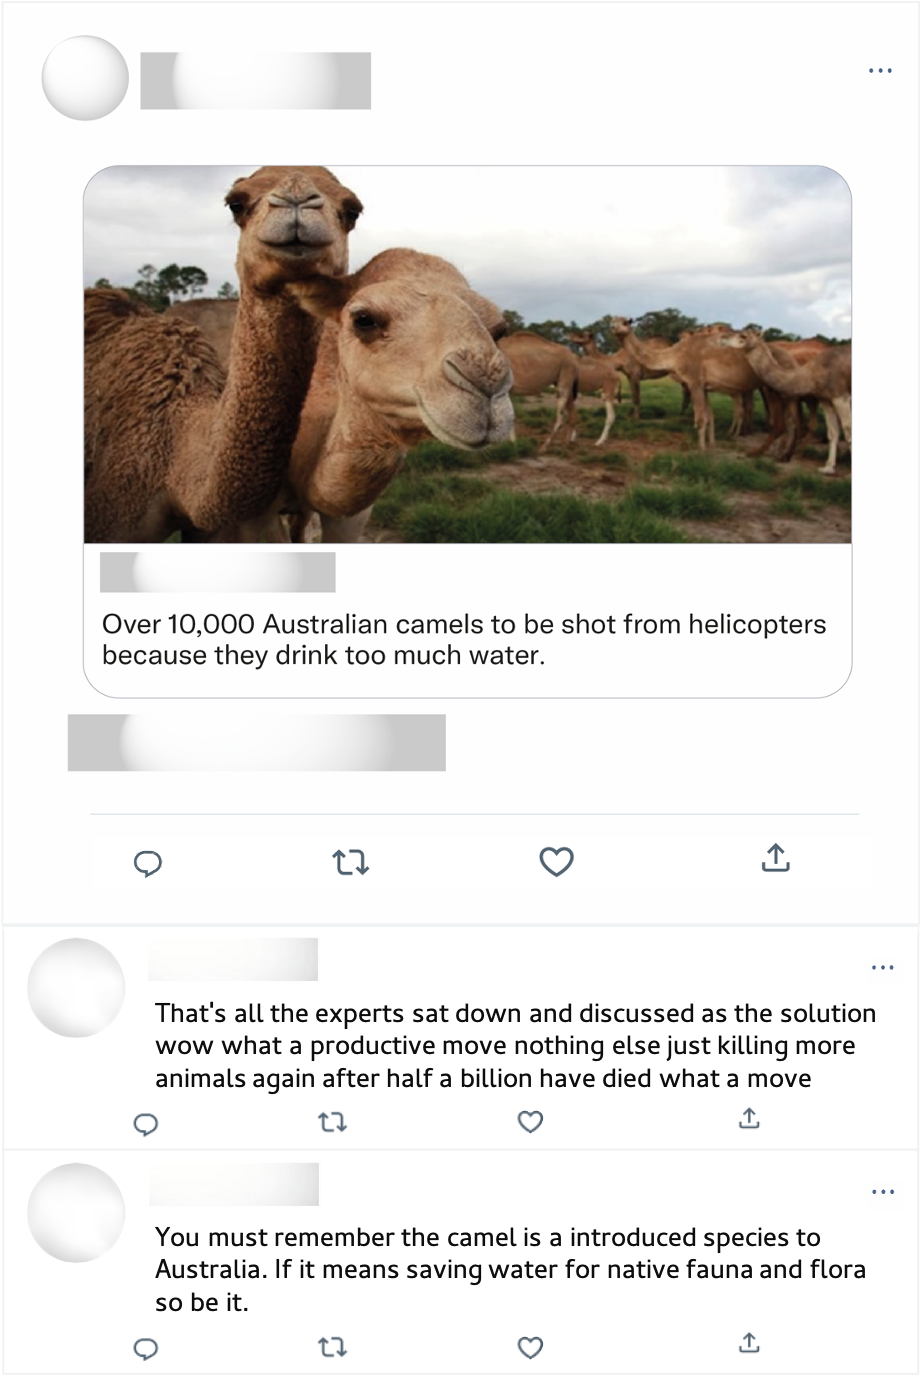 Over 10,000 Australian camels to be shot from helicopters
because they drink too much water.
That's all the experts sat down and discussed as the solution
wow what a productive move nothing else just killing more
animals again after half a billion have died what a move
You must remember the camel is a introduced species to
Australia. If it means saving water for native fauna and flora
so be it.